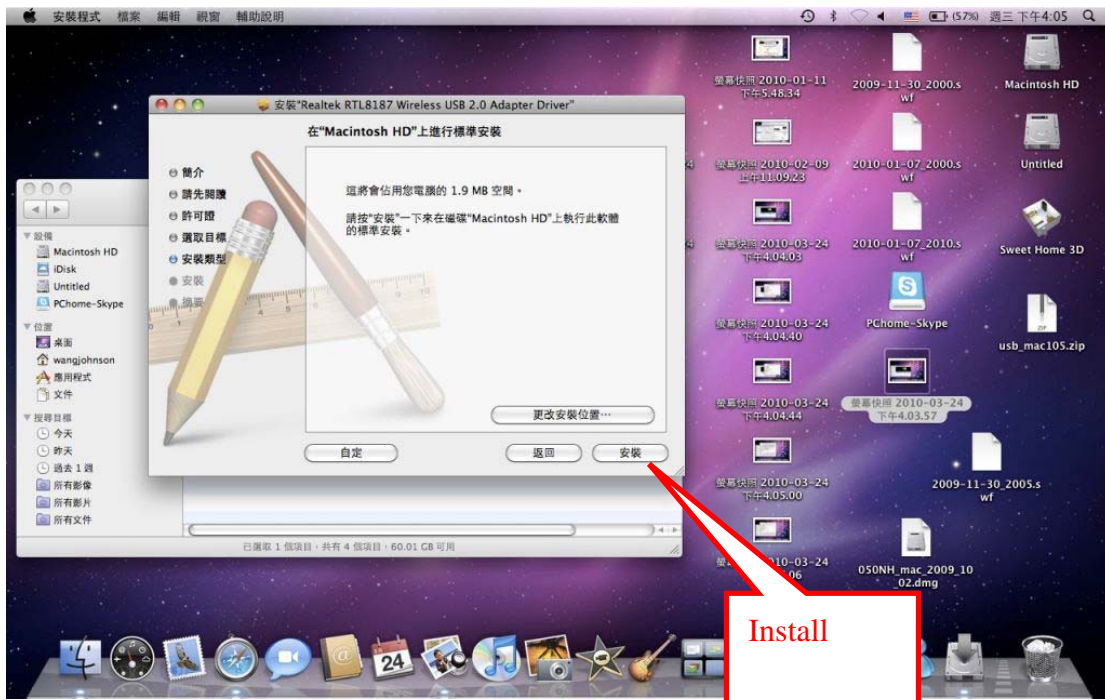 安裝程式 檔案 編輯 視窗 輔助說明
(57%) 週三 下午4:05
安裝“Realtek RTL8187 Wireless USB 2.0 Adapter Driver”
在“Macintosh HD”上進行標準安裝
簡介
請先閱讀
許可證
選取目標
安裝類型
安裝
摘要
這將會佔用您電腦的 1.9 MB 空間。
請按“安裝”一下來在磁碟“Macintosh HD”上執行此軟體
的標準安裝。
更改安裝位置…
自定
返回
安裝
設備
Macintosh HD
iDisk
Untitled
PChome-Skype
位置
桌面
wangjohnson
應用程式
文件
搜尋目標
今天
昨天
過去 1 週
所有影像
所有影片
所有文件
已選取 1 個項目，共有 4 個項目，60.01 GB 可用
螢幕快照 2010-01-11
下午5.48.34
2009-11-30_2000.s
wf
Macintosh HD
螢幕快照 2010-02-09
上午11.09.23
2010-01-07_2000.s
wf
Untitled
螢幕快照 2010-03-24
下午4.04.03
2010-01-07_2010.s
wf
Sweet Home 3D
螢幕快照 2010-03-24
下午4.04.40
PChome-Skype
ZIP
usb_mac105.zip
螢幕快照 2010-03-24
下午4.04.44
螢幕快照 2010-03-24
下午4.03.57
螢幕快照 2010-03-24
下午4.05.00
2009-11-30_2005.s
wf
10-03-24
06
050NH_mac_2009_10
_02.dmg
Install
24